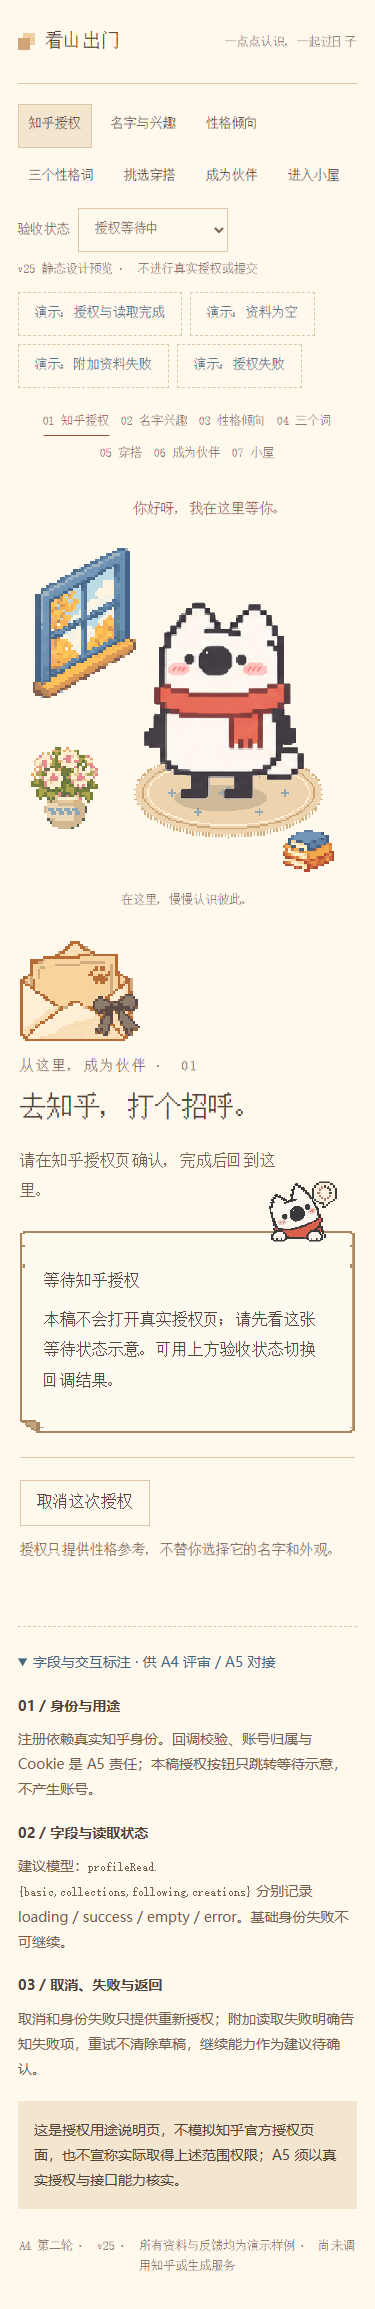 看山出门
一点点认识，一起过日子
知乎授权 名字与兴趣 性格倾向
三个性格词 挑选穿搭 成为伙伴 进入小屋
验收状态 授权等待中
v25 静态设计预览 · 不进行真实授权或提交
演示：授权与读取完成 演示：资料为空
演示：附加资料失败 演示：授权失败
01 知乎授权 02 名字兴趣 03 性格倾向 04 三个词
05 穿搭 06 成为伙伴 07 小屋
你好呀，我在这里等你。
在这里，慢慢认识彼此。
从这里，成为伙伴 · 01
去知乎，打个招呼。
请在知乎授权页确认，完成后回到这
里。
等待知乎授权
本稿不会打开真实授权页；请先看这张
等待状态示意。可用上方验收状态切换
回调结果。
取消这次授权
授权只提供性格参考，不替你选择它的名字和外观。
▼ 字段与交互标注 · 供 A4 评审 / A5 对接
01 / 身份与用途
注册依赖真实知乎身份。回调校验、账号归属与
Cookie 是 A5 责任；本稿授权按钮只跳转等待示意，
不产生账号。
02 / 字段与读取状态
建议模型：profileRead.
{basic,collections,following,creations} 分别记录
loading / success / empty / error。基础身份失败不
可继续。
03 / 取消、失败与返回
取消和身份失败只提供重新授权；附加读取失败明确告
知失败项，重试不清除草稿，继续能力作为建议待确
认。
这是授权用途说明页，不模拟知乎官方授权页
面，也不宣称实际取得上述范围权限；A5 须以真
实授权与接口能力核实。
A4 第二轮 · v25 · 所有资料与反馈均为演示样例 · 尚未调
用知乎或生成服务